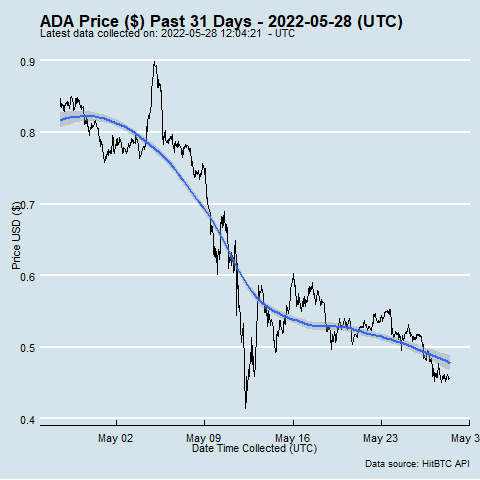 ADA Price ($) Past 31 Days - 2022-05-28 (UTC)
Latest data collected on: 2022-05-28 12:04:21 - UTC
0.9
0.8
0.7
0.6
0.5
0.4
Price USD ($)
May 02
May 09
May 16
May 23
May 3
Date Time Collected (UTC)
Data source: HitBTC API